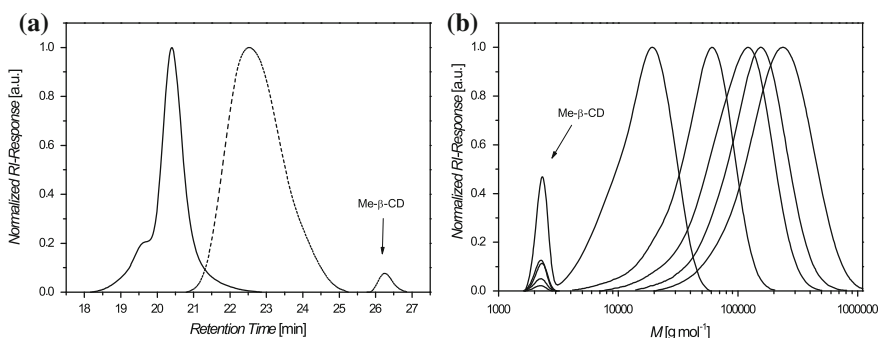 (a)
Normalized RI-Response [a.u.]
1.0
0.8
0.6
0.4
0.2
0.0
Me-β-CD
18 19 20 21 22 23 24 25 26 27
Retention Time [min]
(b)
Normalized RI-Response [a.u.]
1.0
0.8
0.6
0.4
0.2
0.0
Me-β-CD
1000 10000 100000 1000000
M [g mol⁻¹]